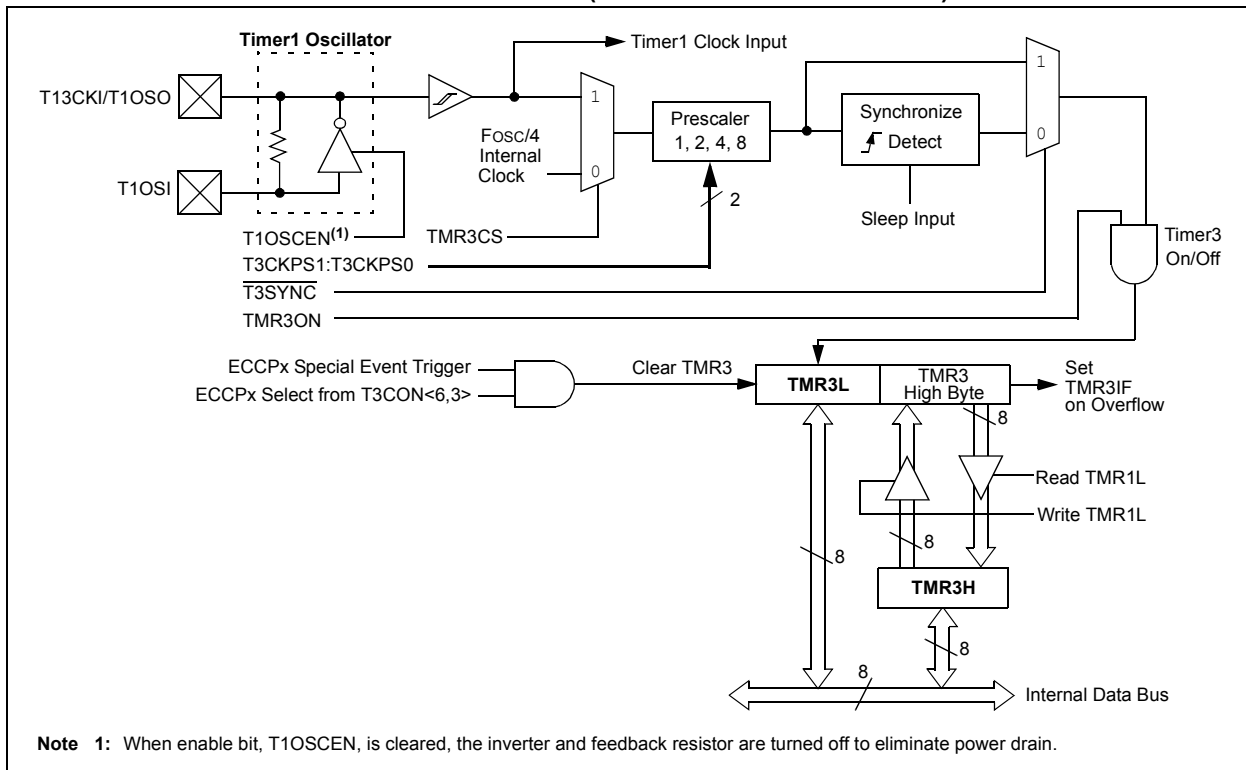 Timer1 Oscillator
Timer1 Clock Input
T13CKI/T1OSO
1
1
Prescaler
1, 2, 4, 8
Synchronize
Detect
FOSC/4
Internal
Clock
0
0
T1OSI
2
Sleep Input
T1OSCEN(1)
TMR3CS
Timer3
On/Off
T3CKPS1:T3CKPS0
T3SYNC
TMR3ON
ECCPx Special Event Trigger
ECCPx Select from T3CON<6,3>
Clear TMR3
TMR3L
TMR3
High Byte
Set
TMR3IF
on Overflow
8
Read TMR1L
Write TMR1L
8
8
TMR3H
8
8
Internal Data Bus
Note 1: When enable bit, T1OSCEN, is cleared, the inverter and feedback resistor are turned off to eliminate power drain.